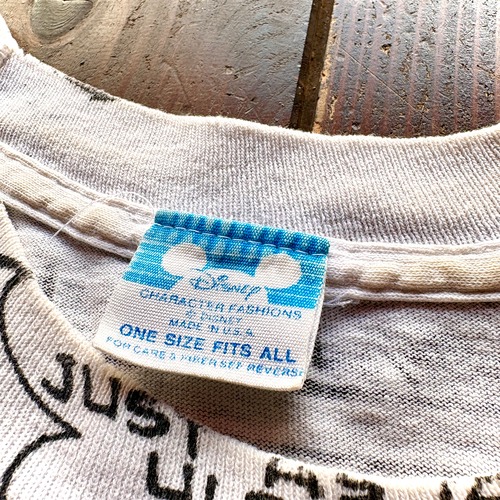 Disney
CHARACTER FASHIONS
© DISNEY
MADE IN U.S.A.
ONE SIZE FITS ALL
FOR CARE & FIBER SEE REVERSE
JUST